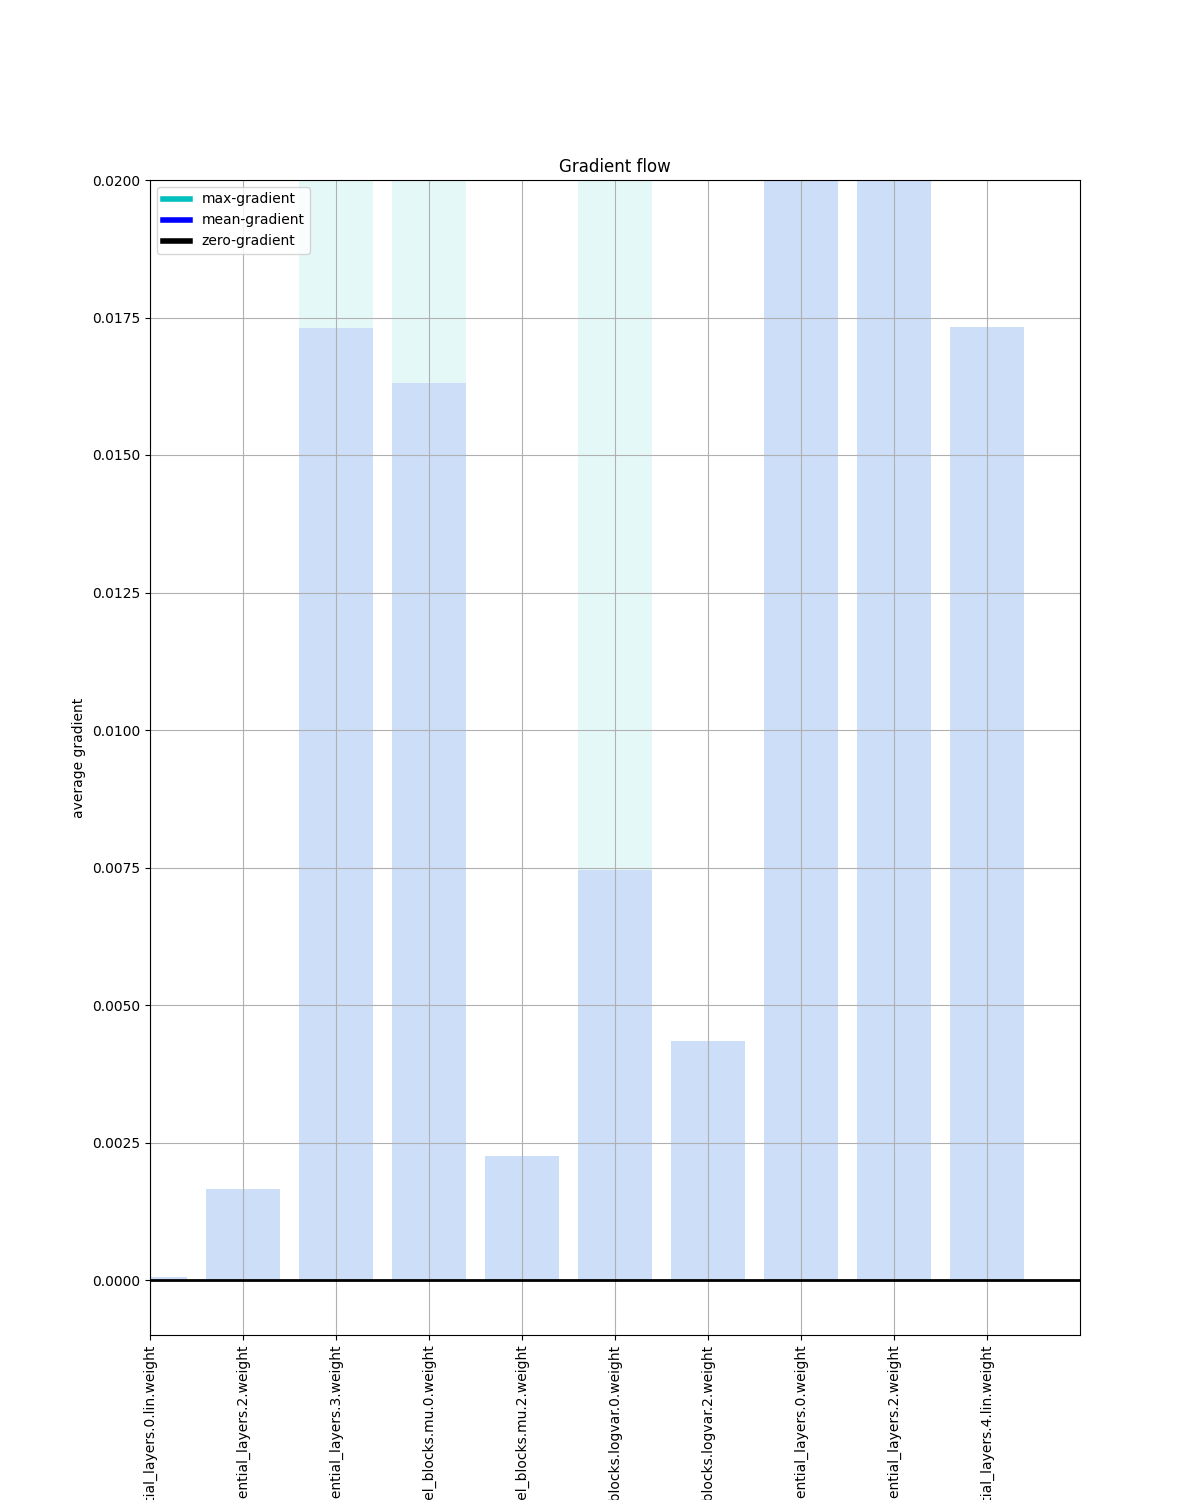 Gradient flow
max-gradient
mean-gradient
zero-gradient
0.0200
0.0175
0.0150
0.0125
0.0100
0.0075
0.0050
0.0025
0.0000
average gradient
tial_layers.0.lin.weight
ential_layers.2.weight
ential_layers.3.weight
el_blocks.mu.0.weight
el_blocks.mu.2.weight
blocks.logvar.0.weight
blocks.logvar.2.weight
ential_layers.0.weight
ential_layers.2.weight
tial_layers.4.lin.weight